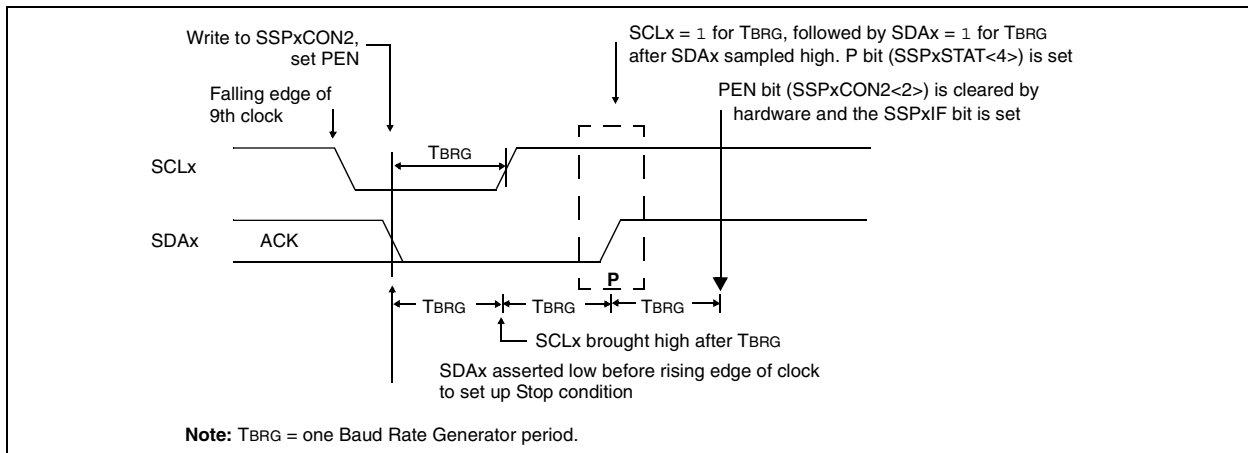 Write to SSPxCON2,
set PEN
SCLx = 1 for TBRG, followed by SDAx = 1 for TBRG
after SDAx sampled high. P bit (SSPxSTAT<4>) is set
Falling edge of
9th clock
PEN bit (SSPxCON2<2>) is cleared by
hardware and the SSPxIF bit is set
TBRG
SCLx
SDAx
ACK
P
TBRG
TBRG
TBRG
SCLx brought high after TBRG
SDAx asserted low before rising edge of clock
to set up Stop condition
Note: TBRG = one Baud Rate Generator period.